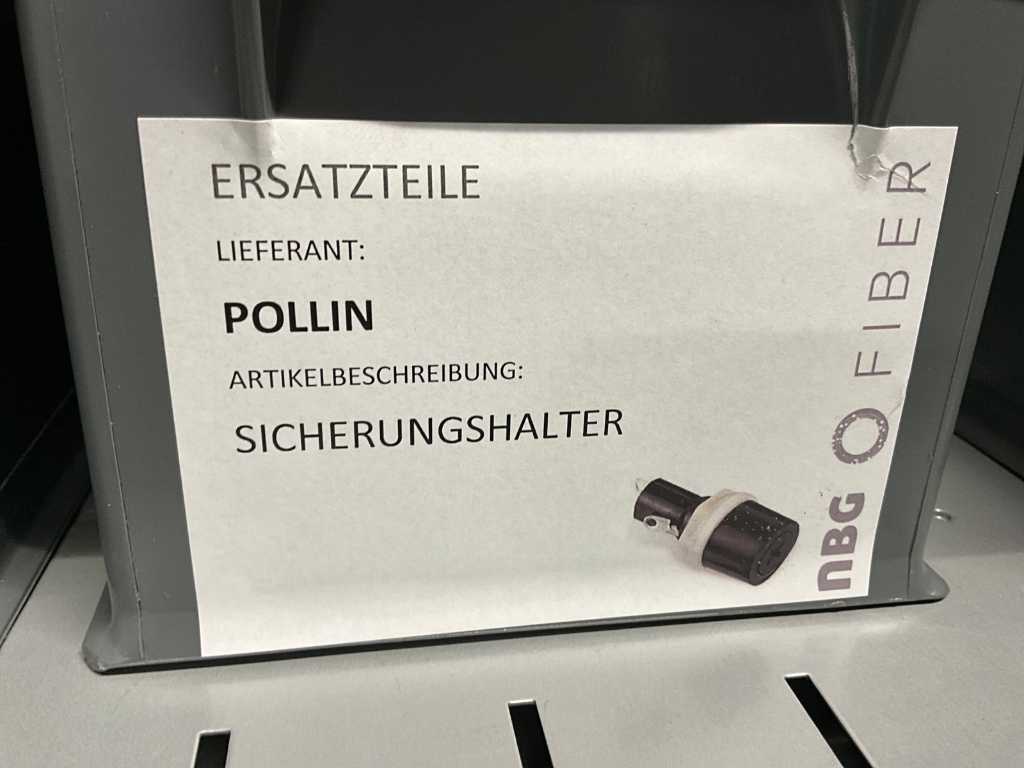 ERSATZTEILE
LIEFERANT:
POLLIN
ARTIKELBESCHREIBUNG:
SICHERUNGSHALTER
NBG FIBER